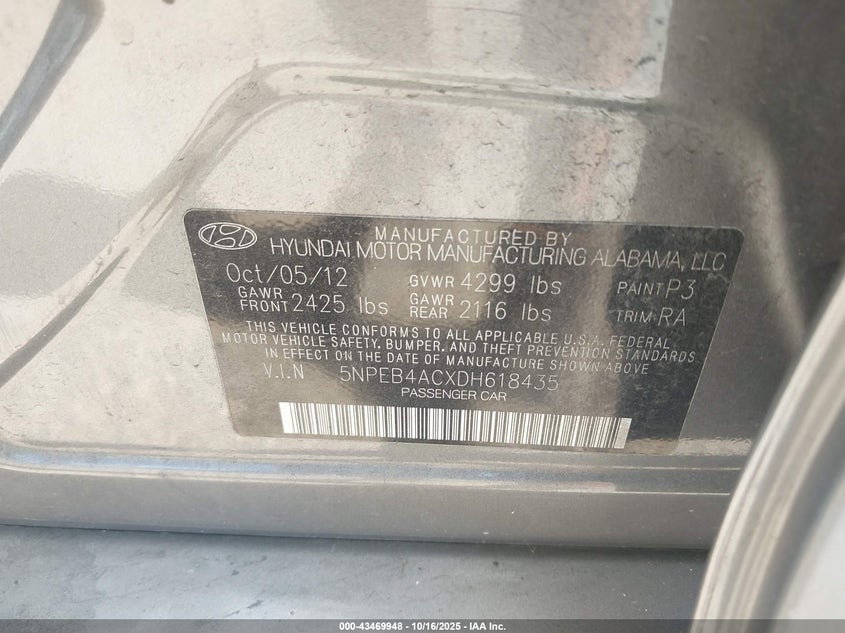 MANUFACTURED BY
HYUNDAI MOTOR MANUFACTURING ALABAMA, LLC
Oct/05/12 GVWR 4299 lbs PAINT P3
GAWR FRONT 2425 lbs GAWR REAR 2116 lbs TRIM RA
THIS VEHICLE CONFORMS TO ALL APPLICABLE U.S.A. FEDERAL
MOTOR VEHICLE SAFETY, BUMPER, AND THEFT PREVENTION STANDARDS
IN EFFECT ON THE DATE OF MANUFACTURE SHOWN ABOVE
V.I.N 5NPEB4ACXDH618435
PASSENGER CAR
000-43469948 - 10/16/2025 - IAA Inc.